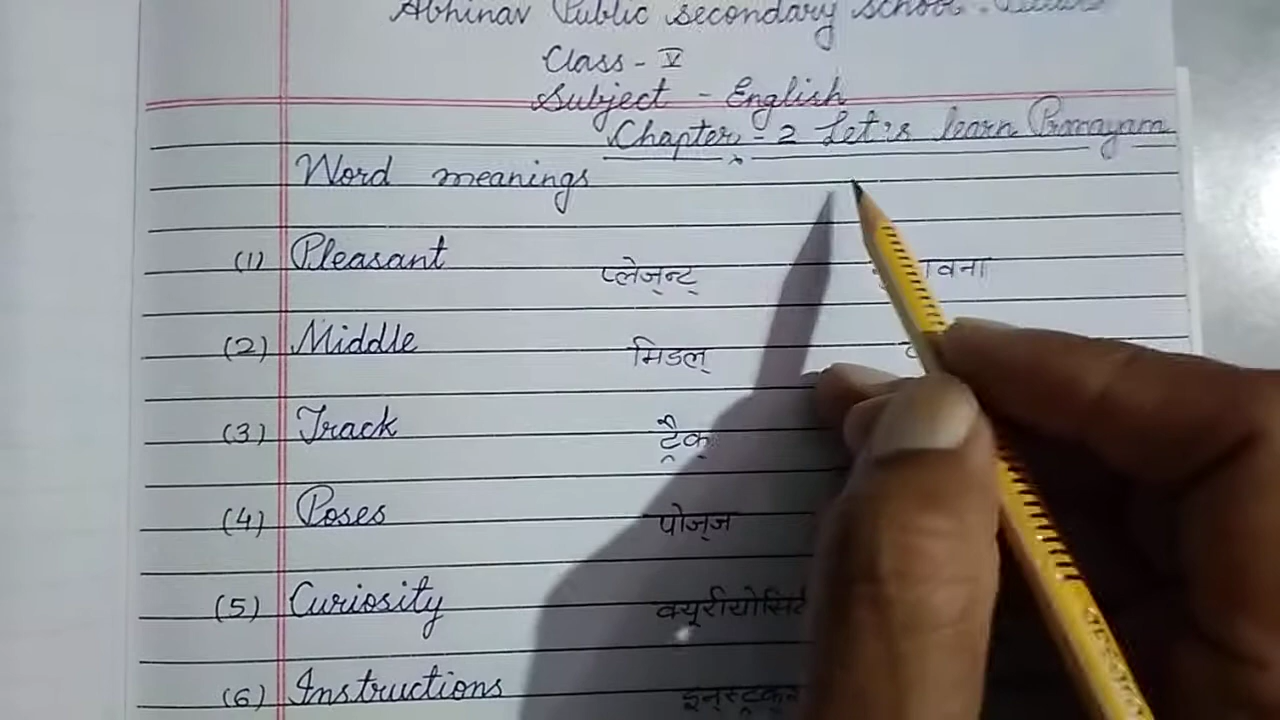 Abhinav Public secondary school.
Class - V
Subject - English
Chapter - 2 Let's learn Pranayam
Word meanings
(1) Pleasant प्लेज़न्ट्
(2) Middle मिडल्
(3) Track ट्रैक्
(4) Poses पोज्ज
(5) Curiosity
(6) Instructions